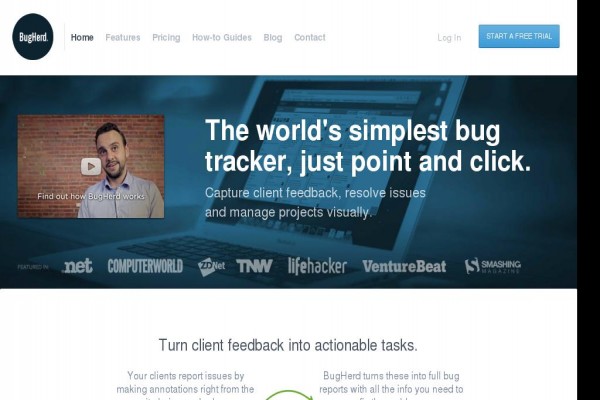 BugHerd.
Home Features Pricing How-to Guides Blog Contact
Log In
START A FREE TRIAL
The world's simplest bug
tracker, just point and click.
Capture client feedback, resolve issues
and manage projects visually.
Find out how BugHerd works
FEATURED IN
.net COMPUTERWORLD ZDNet TNW lifehacker VentureBeat SMASHING
MAGAZINE
Turn client feedback into actionable tasks.
Your clients report issues by
making annotations right from the
BugHerd turns these into full bug
reports with all the info you need to